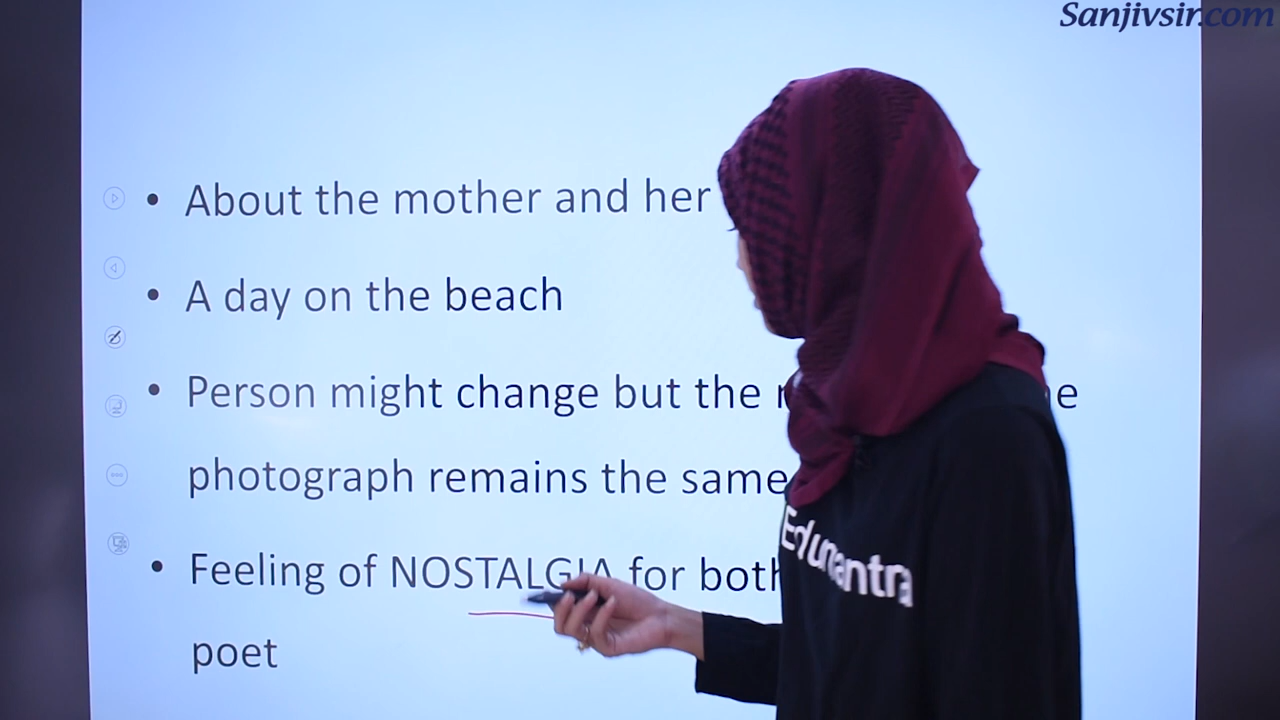 Sanjivsir.com
• About the mother and her
• A day on the beach
• Person might change but the
photograph remains the same
• Feeling of NOSTALGIA for both
poet
Edumantra